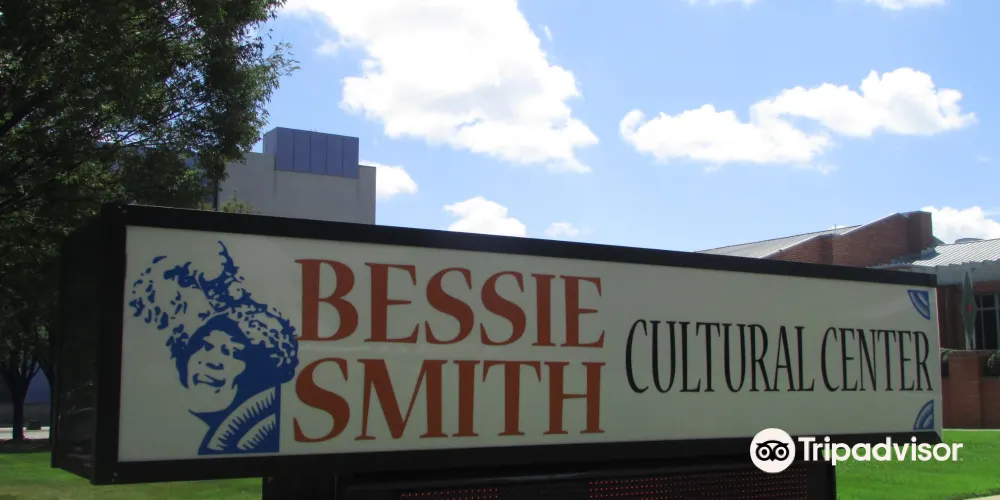 BESSIE
SMITH
CULTURAL CENTER
Tripadvisor